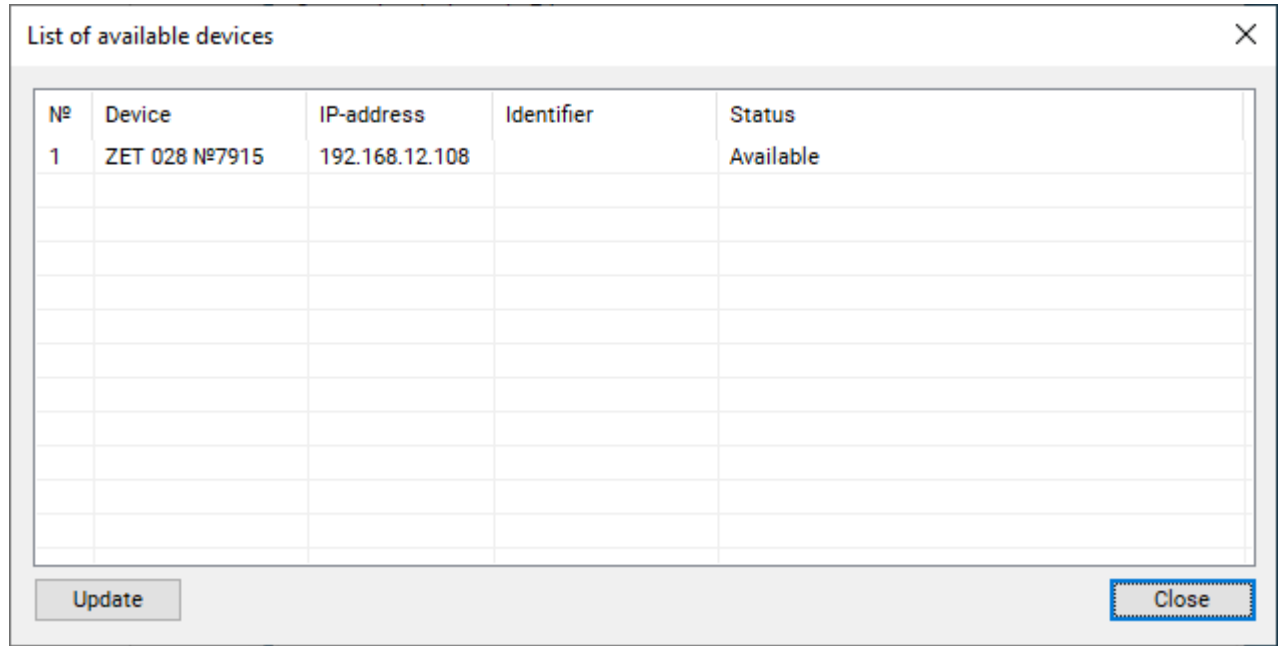 List of available devices
№ Device IP-address Identifier Status
1 ZET 028 №7915 192.168.12.108 Available
Update Close